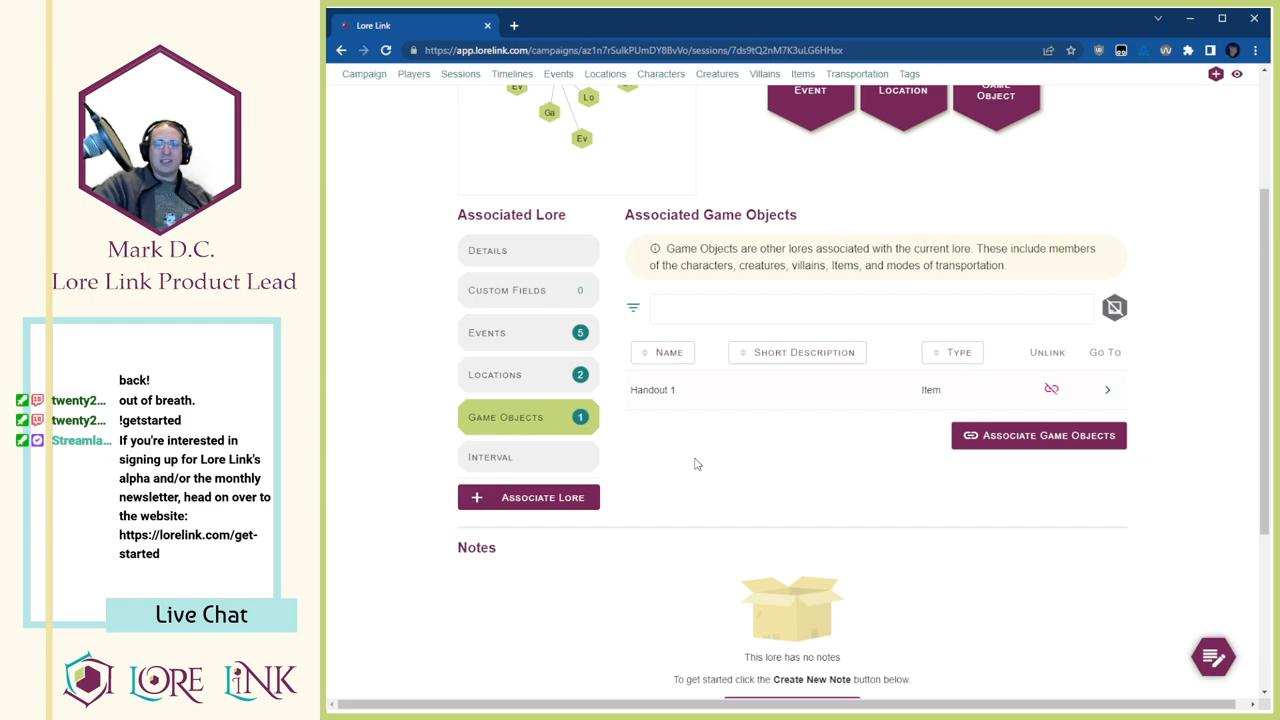 Mark D.C.
Lore Link Product Lead
back!
twenty2... out of breath.
twenty2... !getstarted
Streamla... If you're interested in
signing up for Lore Link's
alpha and/or the monthly
newsletter, head on over to
the website:
https://lorelink.com/get-
started
Live Chat
LORE LINK
Lore Link
https://app.lorelink.com/campaigns/az1n7rSulkPUmDY8BvVo/sessions/7ds9tQ2nM7K3uLG6HHxx
Campaign Players Sessions Timelines Events Locations Characters Creatures Villains Items Transportation Tags
Ev
Lo
Ga
Ev
EVENT
LOCATION
GAME
OBJECT
Associated Lore
DETAILS
CUSTOM FIELDS 0
EVENTS 5
LOCATIONS 2
GAME OBJECTS 1
INTERVAL
+ ASSOCIATE LORE
Associated Game Objects
Game Objects are other lores associated with the current lore. These include members
of the characters, creatures, villains, Items, and modes of transportation.
NAME SHORT DESCRIPTION TYPE UNLINK GO TO
Handout 1 Item
ASSOCIATE GAME OBJECTS
Notes
This lore has no notes
To get started click the Create New Note button below.